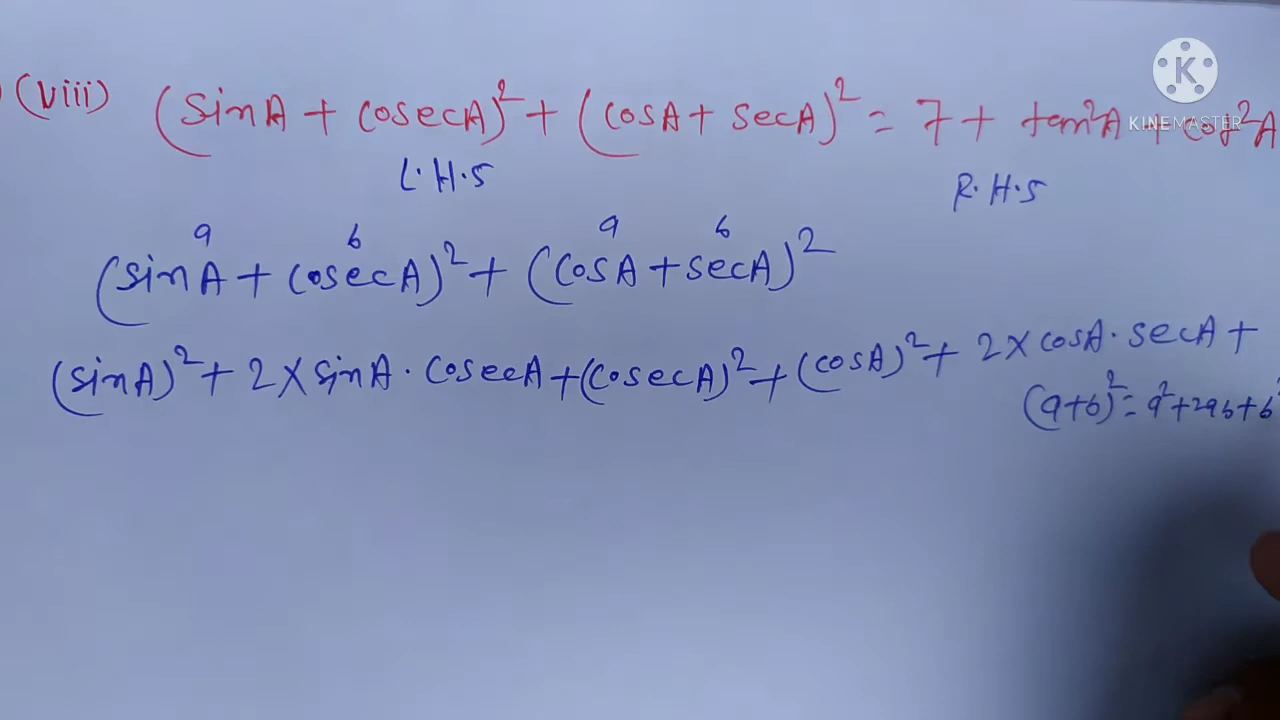 (viii) (sinA + cosecA)² + (cosA + secA)² = 7 + tan²A + cot²A
KINEMASTER
L.H.S R.H.S
a b a b
(sinA + cosecA)² + (cosA + secA)²
(sinA)² + 2 × sinA · cosecA + (cosecA)² + (cosA)² + 2 × cosA · secA +
(a+b)² = a² + 2ab + b²